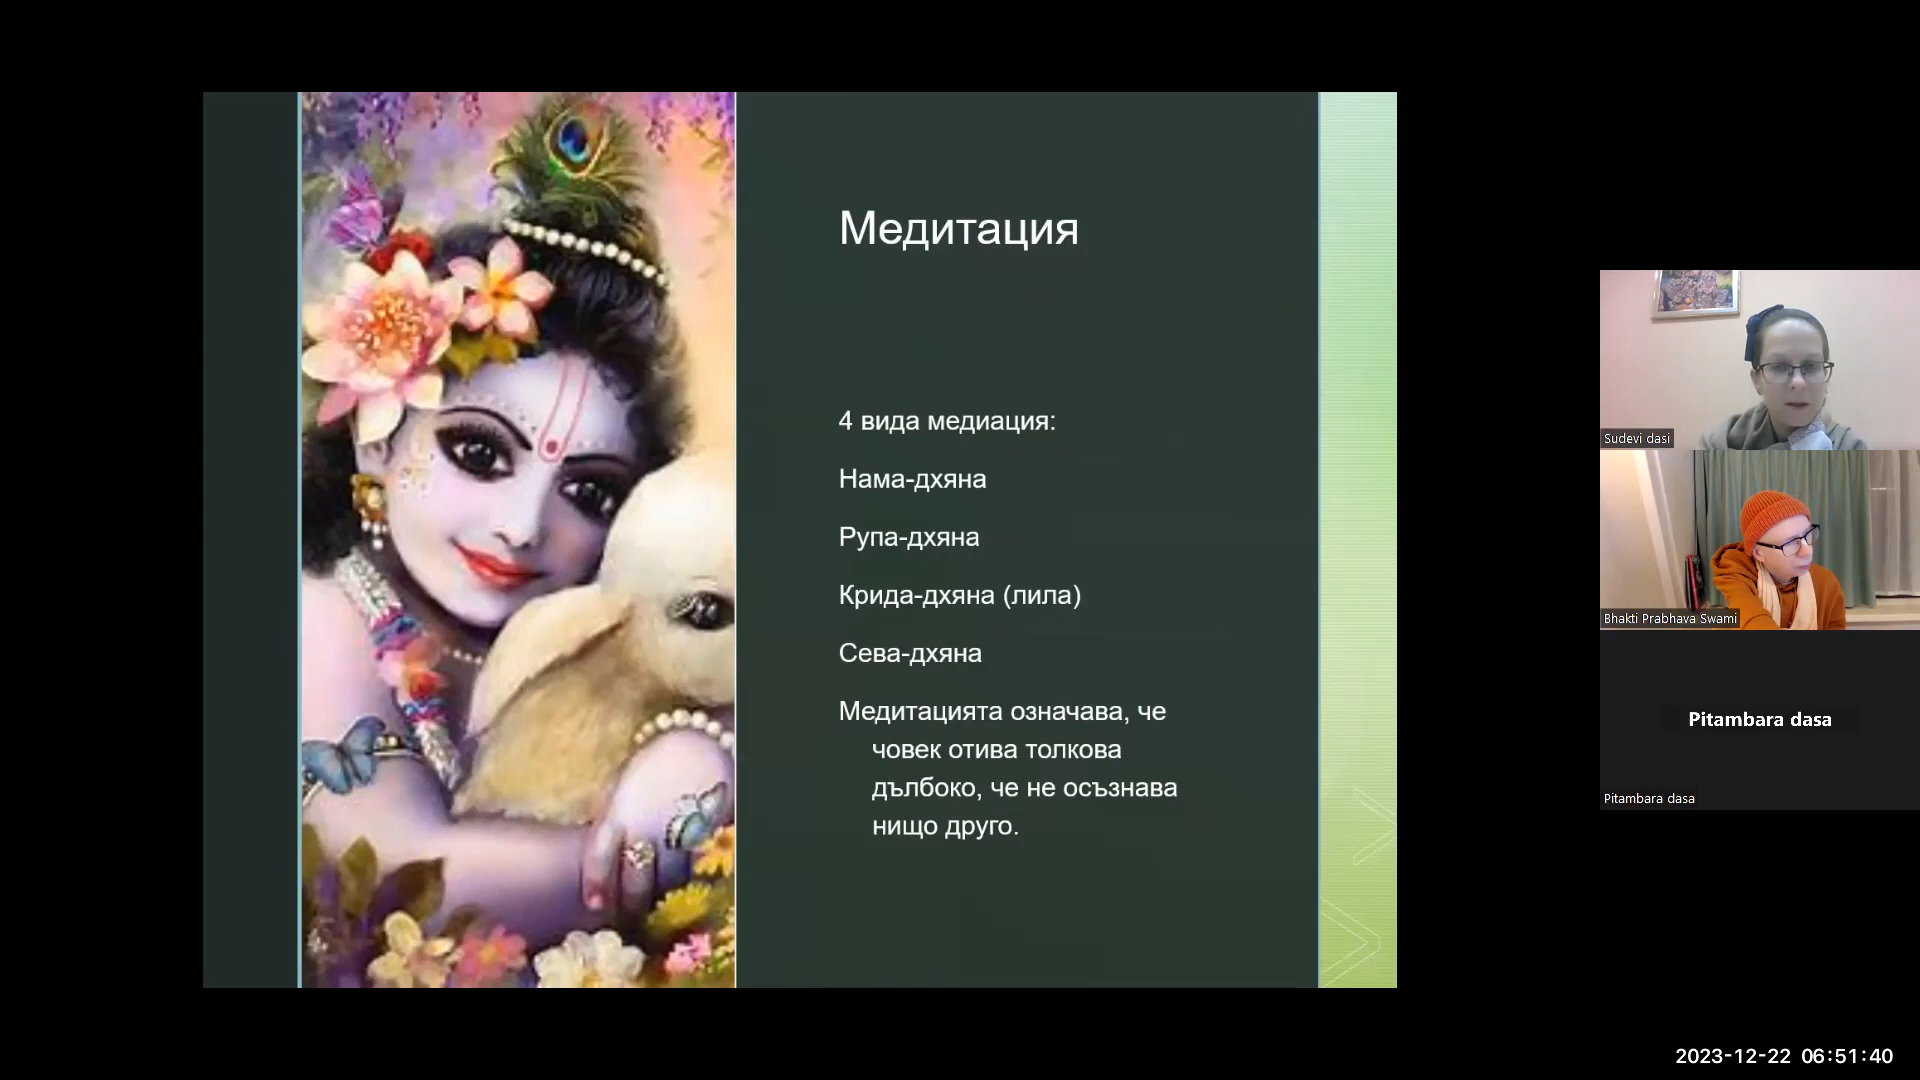 Медитация
4 вида медиация:
Нама-дхяна
Рупа-дхяна
Крида-дхяна (лила)
Сева-дхяна
Медитацията означава, че
човек отива толкова
дълбоко, че не осъзнава
нищо друго.
Sudevi dasi
Bhakti Prabhava Swami
Pitambara dasa
Pitambara dasa
2023-12-22 06:51:40